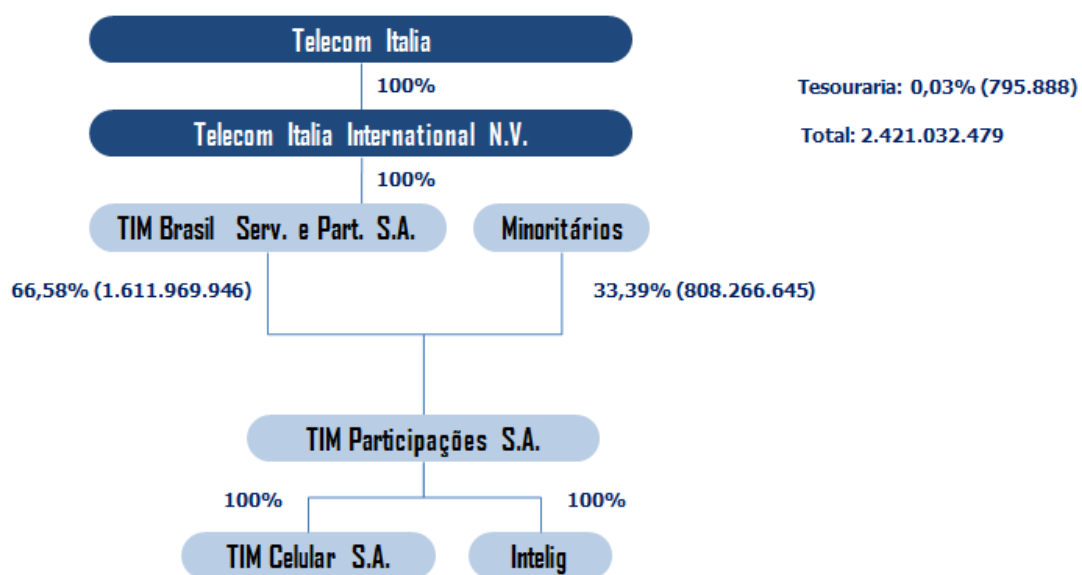 Telecom Italia
100%
Tesouraria: 0,03% (795.888)
Telecom Italia International N.V.
Total: 2.421.032.479
100%
TIM Brasil Serv. e Part. S.A.
Minoritários
66,58% (1.611.969.946)
33,39% (808.266.645)
TIM Participações S.A.
100%
100%
TIM Celular S.A.
Intelig